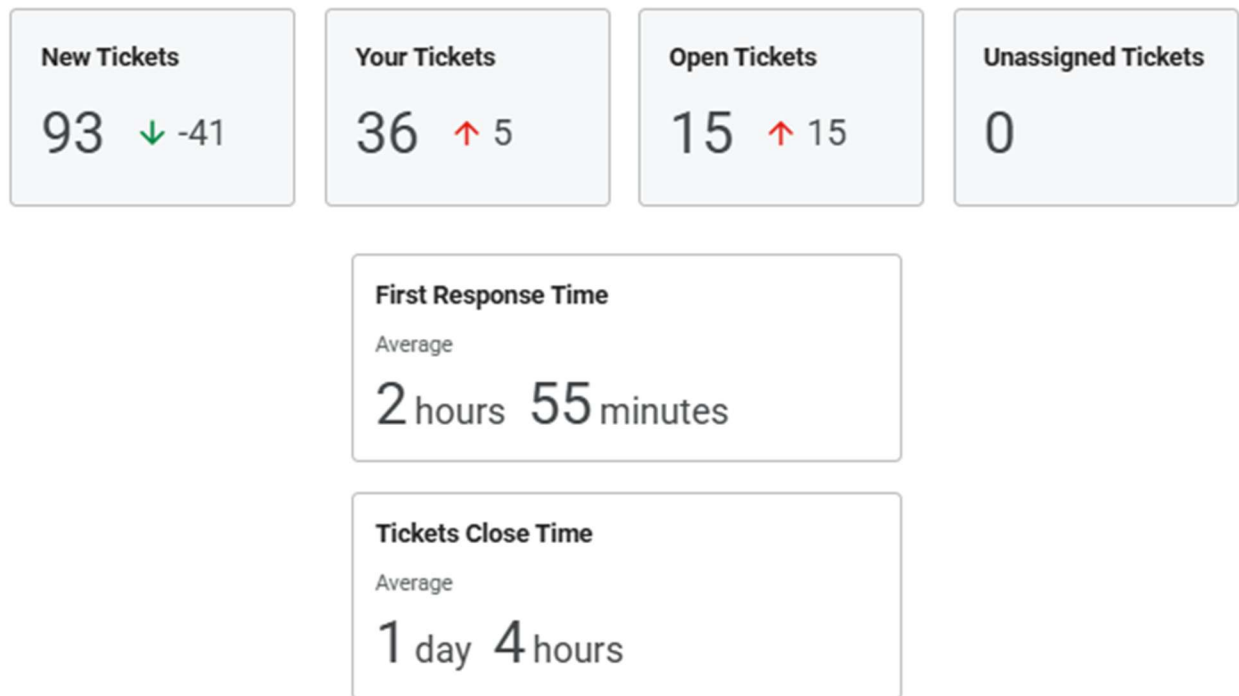 New Tickets
93 ↓ -41
Your Tickets
36 ↑ 5
Open Tickets
15 ↑ 15
Unassigned Tickets
0
First Response Time
Average
2 hours 55 minutes
Tickets Close Time
Average
1 day 4 hours